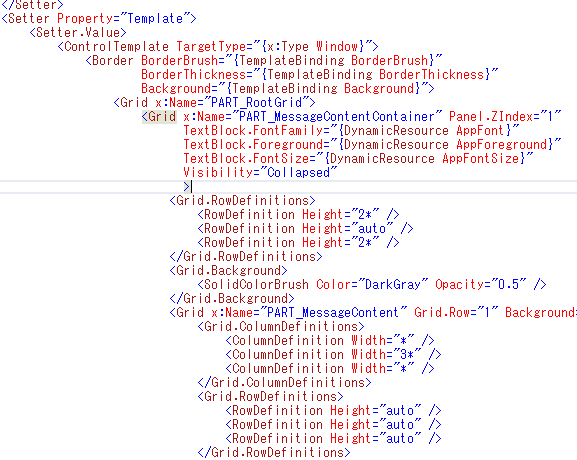 </Setter>
<Setter Property="Template">
<Setter.Value>
<ControlTemplate TargetType="{x:Type Window}">
<Border BorderBrush="{TemplateBinding BorderBrush}"
BorderThickness="{TemplateBinding BorderThickness}"
Background="{TemplateBinding Background}">
<Grid x:Name="PART_RootGrid">
<Grid x:Name="PART_MessageContentContainer" Panel.ZIndex="1"
TextBlock.FontFamily="{DynamicResource AppFont}"
TextBlock.Foreground="{DynamicResource AppForeground}"
TextBlock.FontSize="{DynamicResource AppFontSize}"
Visibility="Collapsed"
>
<Grid.RowDefinitions>
<RowDefinition Height="2*" />
<RowDefinition Height="auto" />
<RowDefinition Height="2*" />
</Grid.RowDefinitions>
<Grid.Background>
<SolidColorBrush Color="DarkGray" Opacity="0.5" />
</Grid.Background>
<Grid x:Name="PART_MessageContent" Grid.Row="1" Background=
<Grid.ColumnDefinitions>
<ColumnDefinition Width="*" />
<ColumnDefinition Width="3*" />
<ColumnDefinition Width="*" />
</Grid.ColumnDefinitions>
<Grid.RowDefinitions>
<RowDefinition Height="auto" />
<RowDefinition Height="auto" />
<RowDefinition Height="auto" />
</Grid.RowDefinitions>